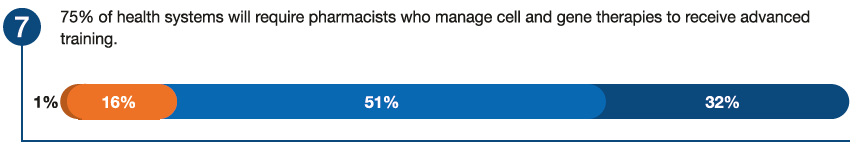 7
75% of health systems will require pharmacists who manage cell and gene therapies to receive advanced
training.
1% 16% 51% 32%